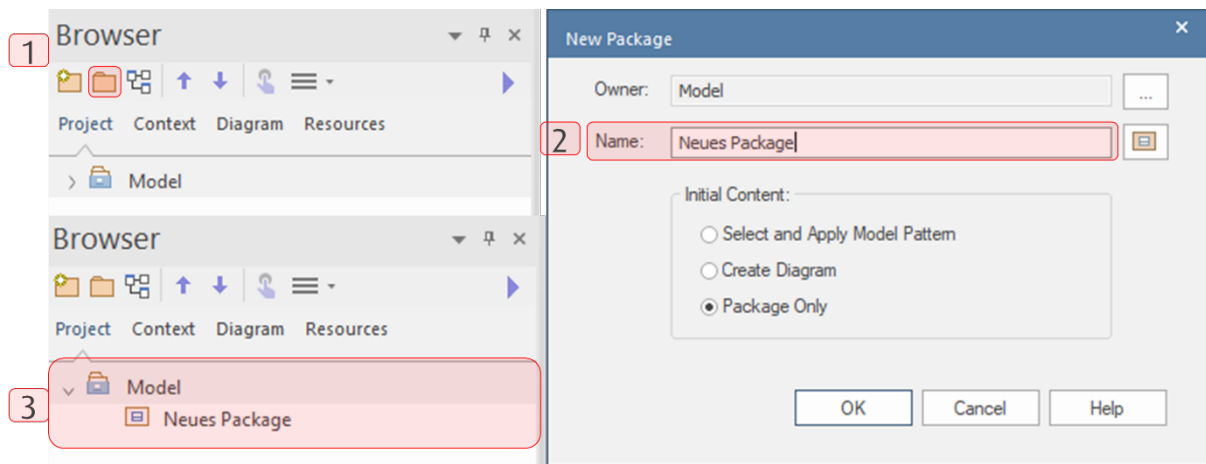 1
Browser
Project Context Diagram Resources
Model
New Package
Owner: Model ...
2
Name: Neues Package
Initial Content:
Select and Apply Model Pattern
Create Diagram
Package Only
OK Cancel Help
Browser
Project Context Diagram Resources
3
Model
Neues Package